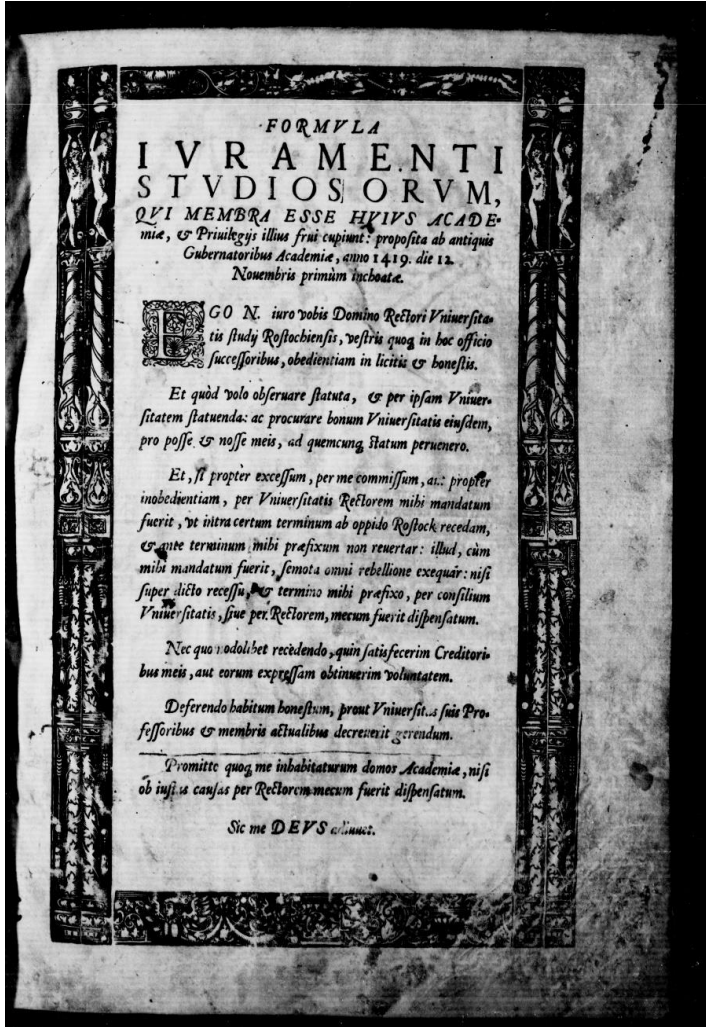 FORMVLA
IVRAMENTI
STVDIOSORVM,
QVI MEMBRA ESSE HVIVS ACADE-
miæ, & Priuilegijs illius frui cupiunt: proposita ab antiquis
Gubernatoribus Academiæ, anno 1419. die 12
Nouembris primùm inchoatæ.
EGO N. iuro vobis Domino Rectori Vniuersita-
tis studij Rostochiensis, vestris quoq; in hoc officio
successoribus, obedientiam in licitis & honestis.
Et quòd volo obseruare statuta, & per ipsam Vniuer-
sitatem statuenda: ac procurare bonum Vniuersitatis eiusdem,
pro posse & nosse meis, ad quemcunq; statum peruenero.
Et, si propter excessum, per me commissum, aut propter
inobedientiam, per Vniuersitatis Rectorem mihi mandatum
fuerit, vt intra certum terminum ab oppido Rostock recedam,
& ante terminum mihi præfixum non reuertar: illud, cùm
mihi mandatum fuerit, semota omni rebellione exequar: nisi
super dicto recessu, & termino mihi præfixo, per consilium
Vniuersitatis, siue per Rectorem, mecum fuerit dispensatum.
Nec quomodolibet recedendo, quin satisfecerim Creditori-
bus meis, aut eorum expressam obtinuerim voluntatem.
Deferendo habitum honestum, prout Vniuersitas suis Pro-
fessoribus & membris actualibus decreuerit gerendum.
Promitto quoq; me inhabitaturum domos Academiæ, nisi
ob iustas causas per Rectorem mecum fuerit dispensatum.
Sic me DEVS adiuuet.